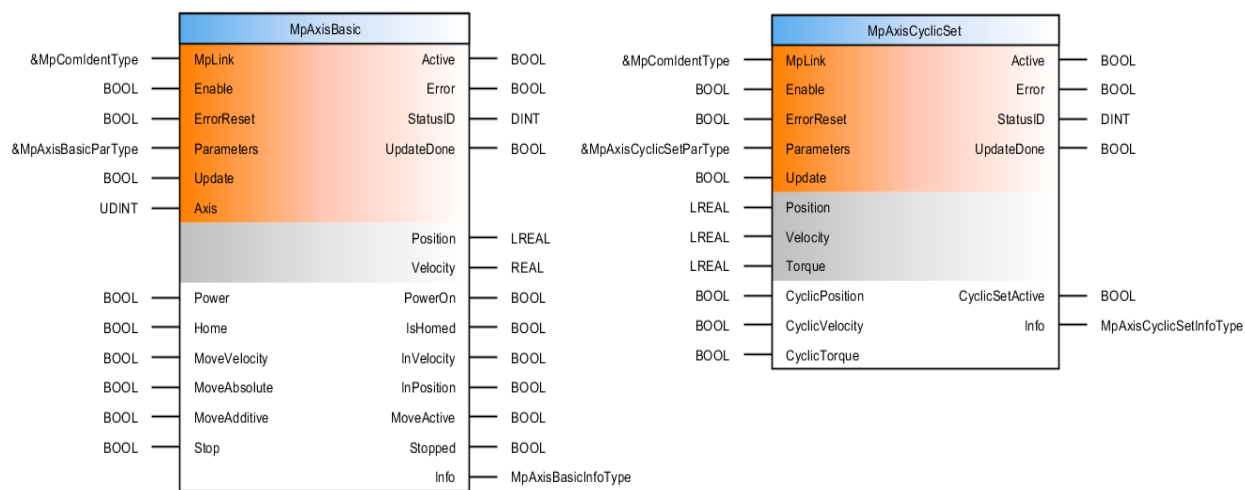 MpAxisBasic
&MpComIdentType MpLink Active BOOL
BOOL Enable Error BOOL
BOOL ErrorReset StatusID DINT
&MpAxisBasicParType Parameters UpdateDone BOOL
BOOL Update
UDINT Axis
Position LREAL
Velocity REAL
BOOL Power PowerOn BOOL
BOOL Home IsHomed BOOL
BOOL MoveVelocity InVelocity BOOL
BOOL MoveAbsolute InPosition BOOL
BOOL MoveAdditive MoveActive BOOL
BOOL Stop Stopped BOOL
Info MpAxisBasicInfoType
MpAxisCyclicSet
&MpComIdentType MpLink Active BOOL
BOOL Enable Error BOOL
BOOL ErrorReset StatusID DINT
&MpAxisCyclicSetParType Parameters UpdateDone BOOL
BOOL Update
LREAL Position
LREAL Velocity
LREAL Torque
BOOL CyclicPosition CyclicSetActive BOOL
BOOL CyclicVelocity Info MpAxisCyclicSetInfoType
BOOL CyclicTorque